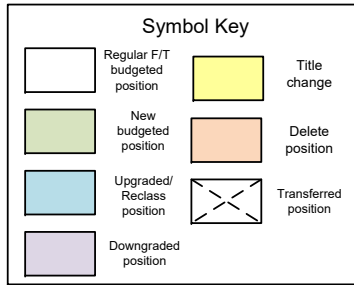 Symbol Key
Regular F/T
budgeted
position
New
budgeted
position
Upgraded/
Reclass
position
Downgraded
position
Title
change
Delete
position
Transferred
position